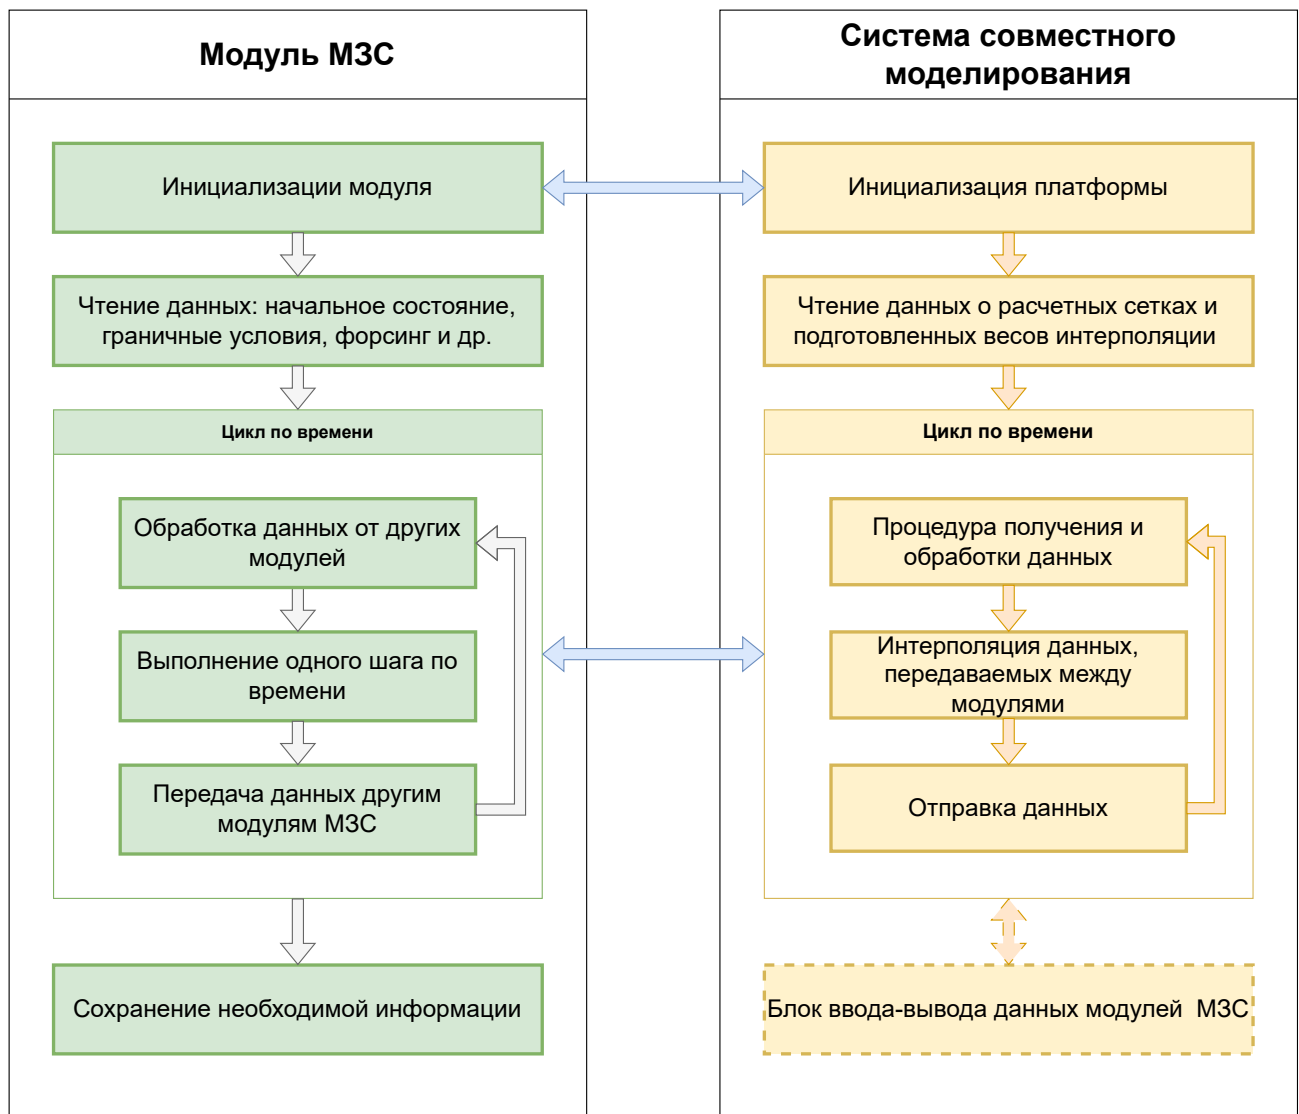 Модуль МЗС
Инициализации модуля
Чтение данных: начальное состояние,
граничные условия, форсинг и др.
Цикл по времени
Обработка данных от других
модулей
Выполнение одного шага по
времени
Передача данных другим
модулям МЗС
Сохранение необходимой информации
Система совместного
моделирования
Инициализация платформы
Чтение данных о расчетных сетках и
подготовленных весов интерполяции
Цикл по времени
Процедура получения и
обработки данных
Интерполяция данных,
передаваемых между
модулями
Отправка данных
Блок ввода-вывода данных модулей МЗС